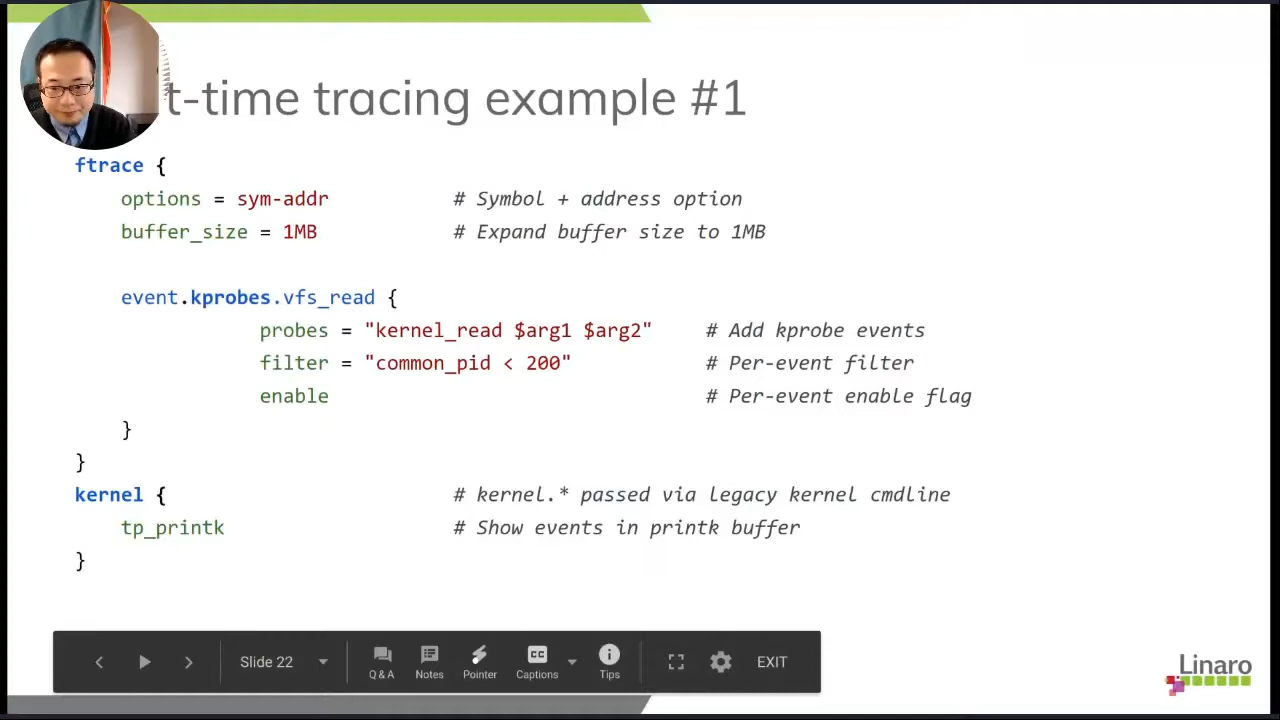 t-time tracing example #1
ftrace {
options = sym-addr # Symbol + address option
buffer_size = 1MB # Expand buffer size to 1MB
event.kprobes.vfs_read {
probes = "kernel_read $arg1 $arg2" # Add kprobe events
filter = "common_pid < 200" # Per-event filter
enable # Per-event enable flag
}
}
kernel { # kernel.* passed via legacy kernel cmdline
tp_printk # Show events in printk buffer
}
Slide 22
Q & A
Notes
Pointer
CC
Captions
Tips
EXIT
Linaro